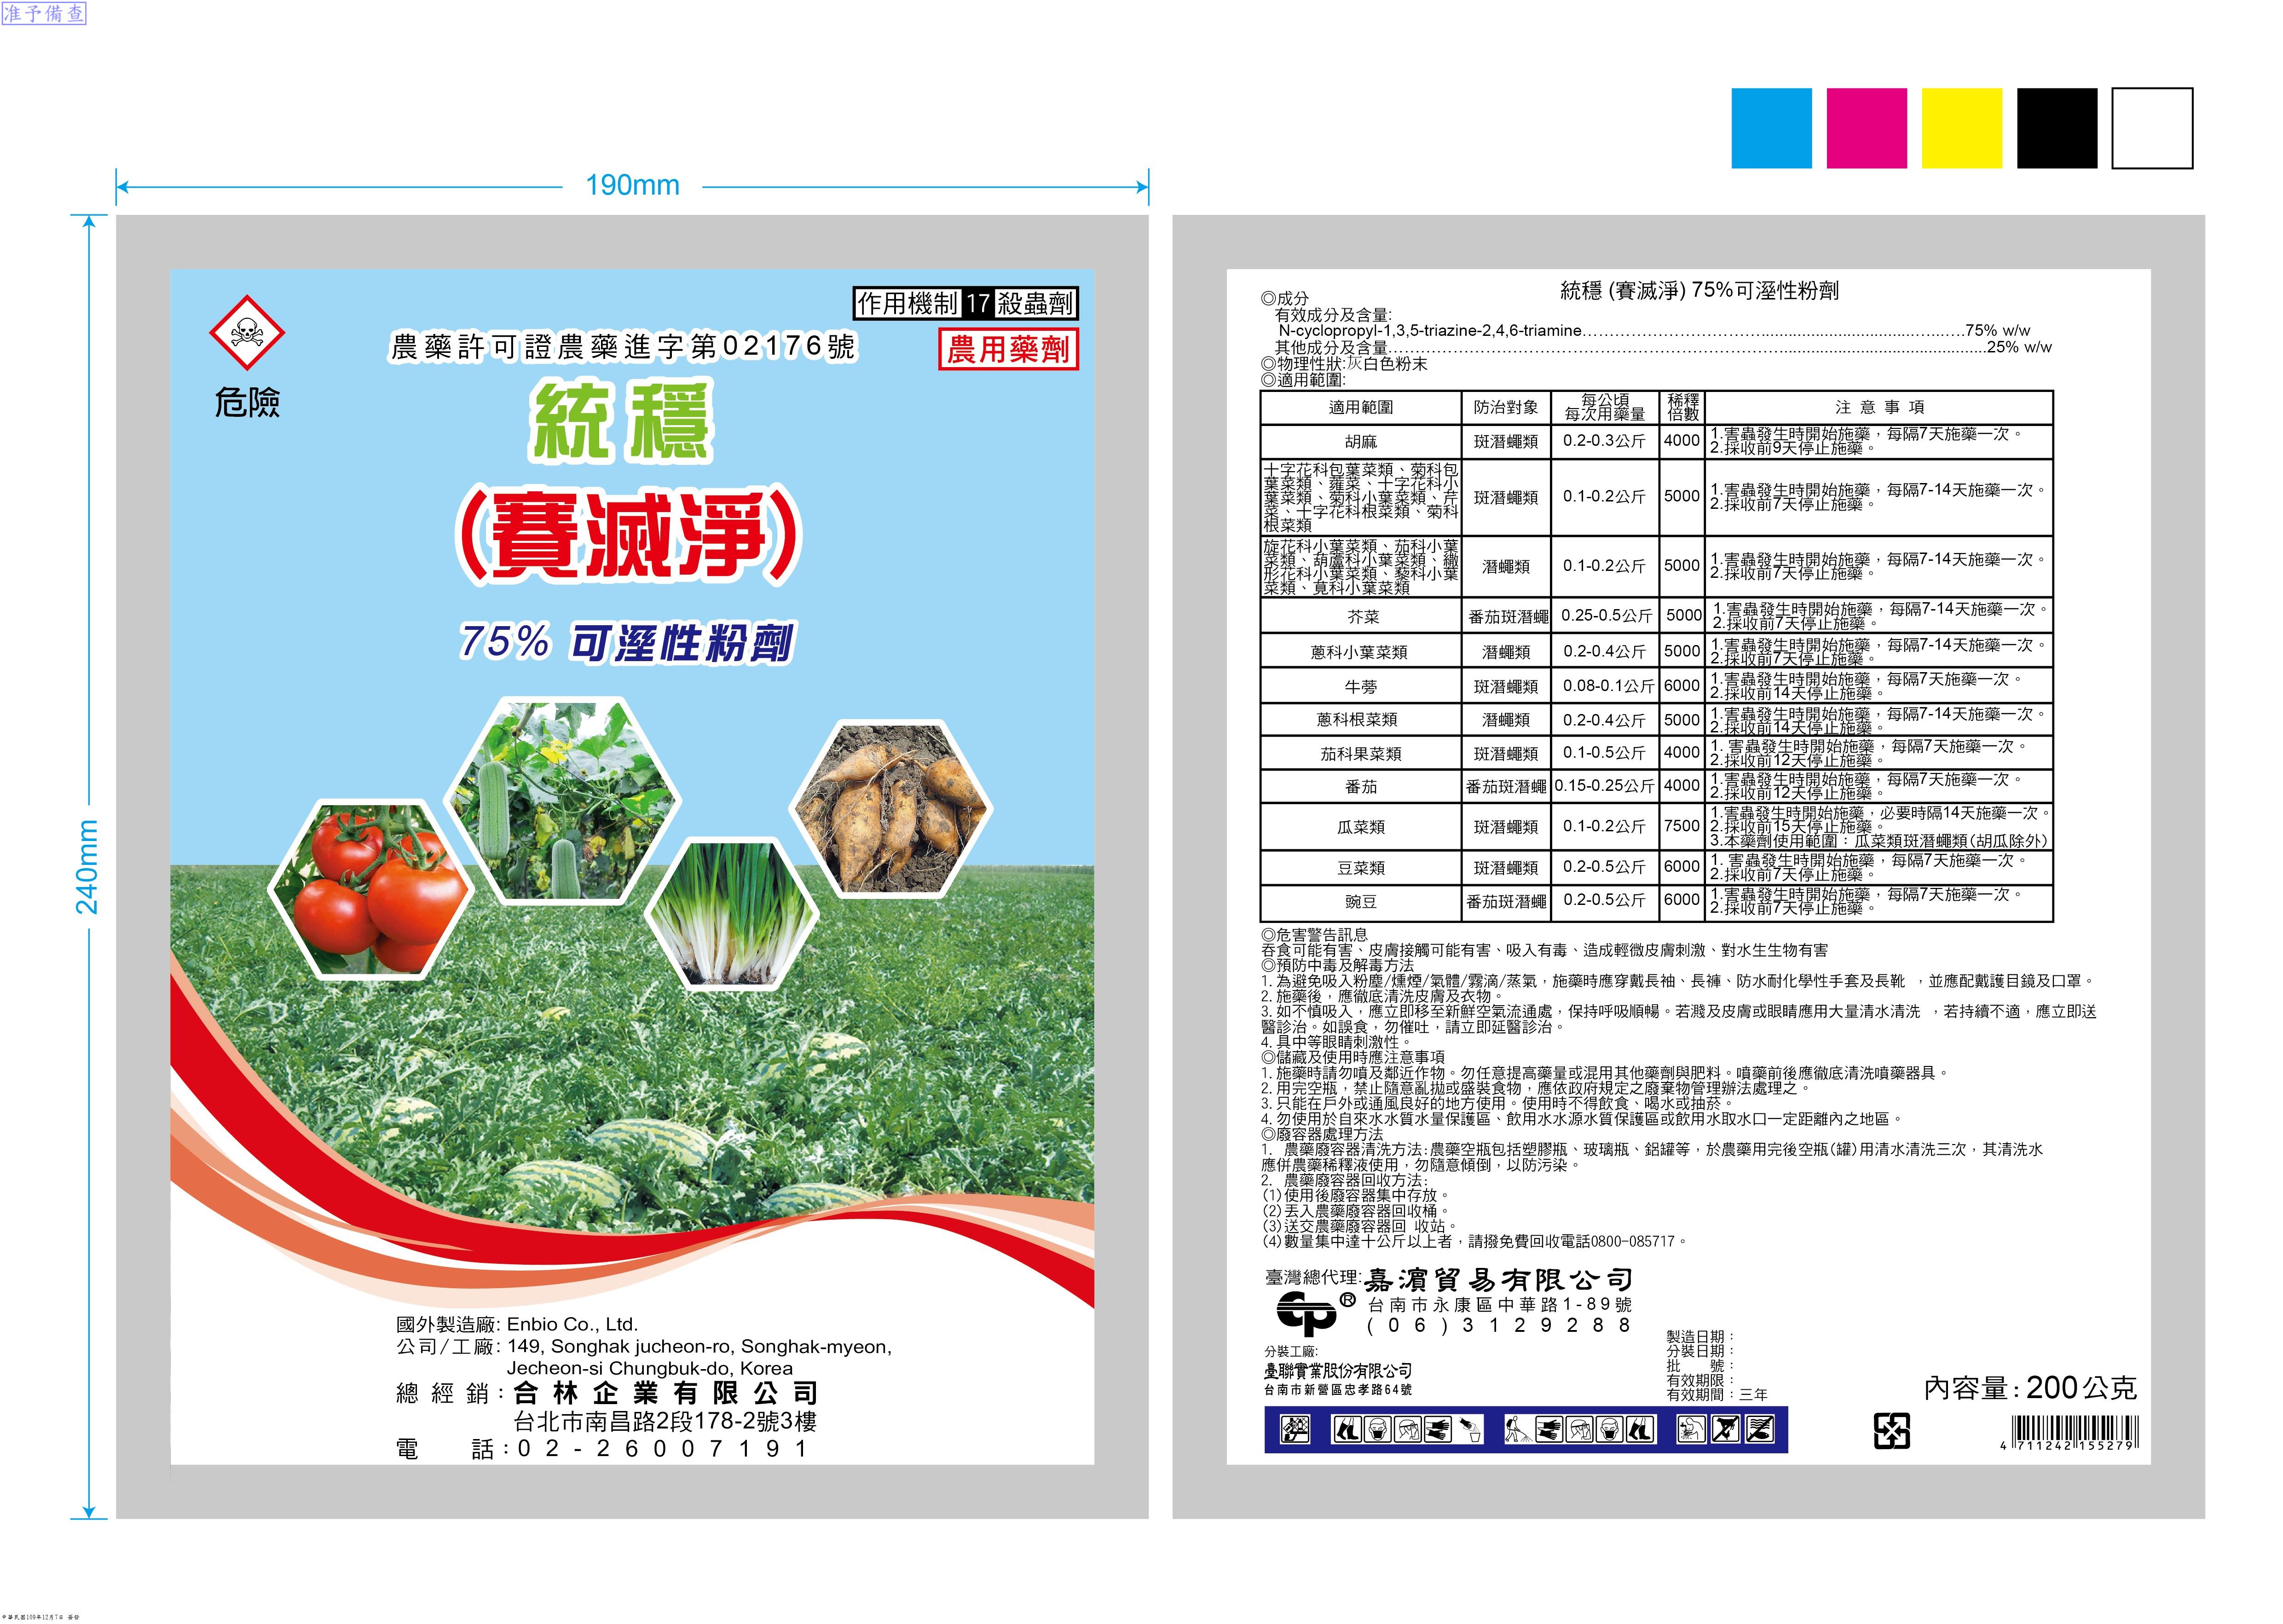 准予備查
190mm
240mm
作用機制 17 殺蟲劑
農藥許可證農藥進字第02176號
農用藥劑
危險
統穩
(賽滅淨)
75% 可溼性粉劑
國外製造廠: Enbio Co., Ltd.
公司/工廠: 149, Songhak jucheon-ro, Songhak-myeon,
Jecheon-si Chungbuk-do, Korea
總經銷:合林企業有限公司
台北市南昌路2段178-2號3樓
電 話:02-26007191
統穩 (賽滅淨) 75%可溼性粉劑
◎成分
有效成分及含量:
N-cyclopropyl-1,3,5-triazine-2,4,6-triamine...75% w/w
其他成分及含量...25% w/w
◎物理性狀:灰白色粉末
◎適用範圍:
適用範圍 防治對象 每公頃每次用藥量 稀釋倍數 注意事項
胡麻 斑潛蠅類 0.2-0.3公斤 4000 1.害蟲發生時開始施藥，每隔7天施藥一次。
2.採收前9天停止施藥。
十字花科包葉菜類、菊科包
葉菜類、蕹菜、十字花科小
葉菜類、菊科小葉菜類、芹
菜、十字花科根菜類、菊科
根菜類
斑潛蠅類 0.1-0.2公斤 5000 1.害蟲發生時開始施藥，每隔7-14天施藥一次。
2.採收前7天停止施藥。
旋花科小葉菜類、茄科小葉
菜類、葫蘆科小葉菜類、繖
形花科小葉菜類、藜科小葉
菜類、莧科小葉菜類
潛蠅類 0.1-0.2公斤 5000 1.害蟲發生時開始施藥，每隔7-14天施藥一次。
2.採收前7天停止施藥。
芥菜 番茄斑潛蠅 0.25-0.5公斤 5000 1.害蟲發生時開始施藥，每隔7-14天施藥一次。
2.採收前7天停止施藥。
蔥科小葉菜類 潛蠅類 0.2-0.4公斤 5000 1.害蟲發生時開始施藥，每隔7-14天施藥一次。
2.採收前7天停止施藥。
牛蒡 斑潛蠅類 0.08-0.1公斤 6000 1.害蟲發生時開始施藥，每隔7天施藥一次。
2.採收前14天停止施藥。
蔥科根菜類 潛蠅類 0.2-0.4公斤 5000 1.害蟲發生時開始施藥，每隔7-14天施藥一次。
2.採收前14天停止施藥。
茄科果菜類 斑潛蠅類 0.1-0.5公斤 4000 1. 害蟲發生時開始施藥，每隔7天施藥一次。
2.採收前12天停止施藥。
番茄 番茄斑潛蠅 0.15-0.25公斤 4000 1.害蟲發生時開始施藥，每隔7天施藥一次。
2.採收前12天停止施藥。
瓜菜類 斑潛蠅類 0.1-0.2公斤 7500 1.害蟲發生時開始施藥，必要時隔14天施藥一次。
2.採收前15天停止施藥。
3.本藥劑使用範圍：瓜菜類斑潛蠅類(胡瓜除外)
豆菜類 斑潛蠅類 0.2-0.5公斤 6000 1. 害蟲發生時開始施藥，每隔7天施藥一次。
2.採收前7天停止施藥。
豌豆 番茄斑潛蠅 0.2-0.5公斤 6000 1.害蟲發生時開始施藥，每隔7天施藥一次。
2.採收前7天停止施藥。
◎危害警告訊息
吞食可能有害、皮膚接觸可能有害、吸入有毒、造成輕微皮膚刺激、對水生生物有害
◎預防中毒及解毒方法
1. 為避免吸入粉塵/燻煙/氣體/霧滴/蒸氣，施藥時應穿戴長袖、長褲、防水耐化學性手套及長靴 ，並應配戴護目鏡及口罩。
2. 施藥後，應徹底清洗皮膚及衣物。
3. 如不慎吸入，應立即移至新鮮空氣流通處，保持呼吸順暢。若濺及皮膚或眼睛應用大量清水清洗 ，若持續不適，應立即送
醫診治。如誤食，勿催吐，請立即延醫診治。
4. 具中等眼睛刺激性。
◎儲藏及使用時應注意事項
1. 施藥時請勿噴及鄰近作物。勿任意提高藥量或混用其他藥劑與肥料。噴藥前後應徹底清洗噴藥器具。
2. 用完空瓶，禁止隨意亂拋或盛裝食物，應依政府規定之廢棄物管理辦法處理之。
3. 只能在戶外或通風良好的地方使用。使用時不得飲食、喝水或抽菸。
4. 勿使用於自來水水質水量保護區、飲用水水源水質保護區或飲用水取水口一定距離內之地區。
◎廢容器處理方法
1. 農藥廢容器清洗方法:農藥空瓶包括塑膠瓶、玻璃瓶、鋁罐等，於農藥用完後空瓶(罐)用清水清洗三次，其清洗水
應併農藥稀釋液使用，勿隨意傾倒，以防污染。
2. 農藥廢容器回收方法:
(1)使用後廢容器集中存放。
(2)丟入農藥廢容器回收桶。
(3)送交農藥廢容器回 收站。
(4)數量集中達十公斤以上者，請撥免費回收電話0800-085717。
臺灣總代理:嘉濱貿易有限公司
CP® 台南市永康區中華路1-89號
(06)3129288
分裝工廠:
臺聯實業股份有限公司
台南市新營區忠孝路64號
製造日期：
分裝日期：
批 號：
有效期限：
有效期間：三年
內容量:200公克
4 711242 155279
中華民國109年12月7日 簽發